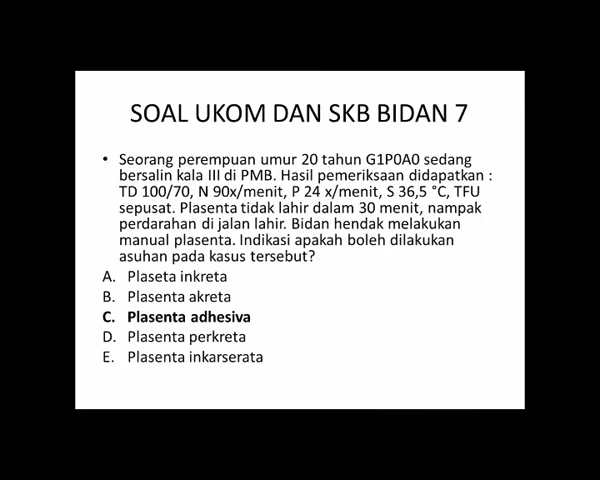 SOAL UKOM DAN SKB BIDAN 7
• Seorang perempuan umur 20 tahun G1P0A0 sedang
bersalin kala III di PMB. Hasil pemeriksaan didapatkan :
TD 100/70, N 90x/menit, P 24 x/menit, S 36,5 °C, TFU
sepusat. Plasenta tidak lahir dalam 30 menit, nampak
perdarahan di jalan lahir. Bidan hendak melakukan
manual plasenta. Indikasi apakah boleh dilakukan
asuhan pada kasus tersebut?
A. Plaseta inkreta
B. Plasenta akreta
C. Plasenta adhesiva
D. Plasenta perkreta
E. Plasenta inkarserata